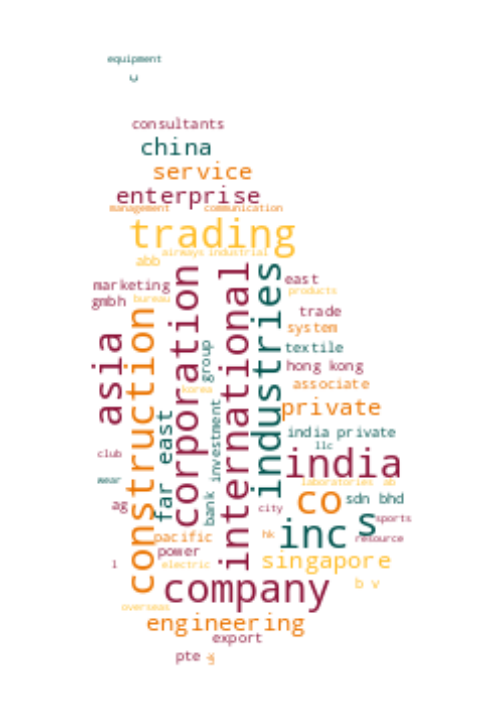 equipment
u
consultants
china
service
enterprise
management communication
trading
airways industrial
abb
east
marketing
products
gmbh
bureau
trade
system
asia
construction
corporation
international
industries
group
textile
hong kong
associate
korea
private
far east
bank investment
india private
llc
club
india
wear
laboratories ab
co
sdn bhd
ag
city
s
sports
inc
hk
resource
pacific
power
singapore
l
electric
company
b v
overseas
engineering
export
pte